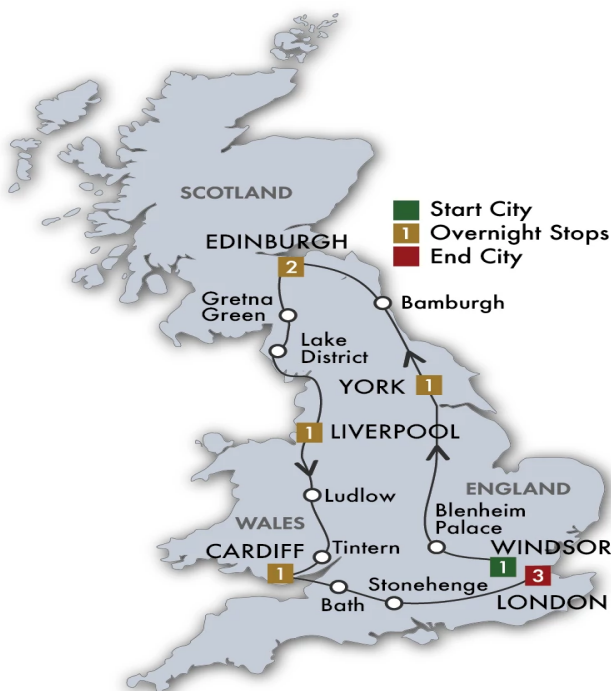 SCOTLAND
Start City
1 Overnight Stops
End City
EDINBURGH
2
Gretna
Green
Bamburgh
Lake
District
YORK 1
1 LIVERPOOL
Ludlow
ENGLAND
WALES
Blenheim
Palace
CARDIFF
1
Tintern
WINDSOR
1
3
Stonehenge
Bath
LONDON